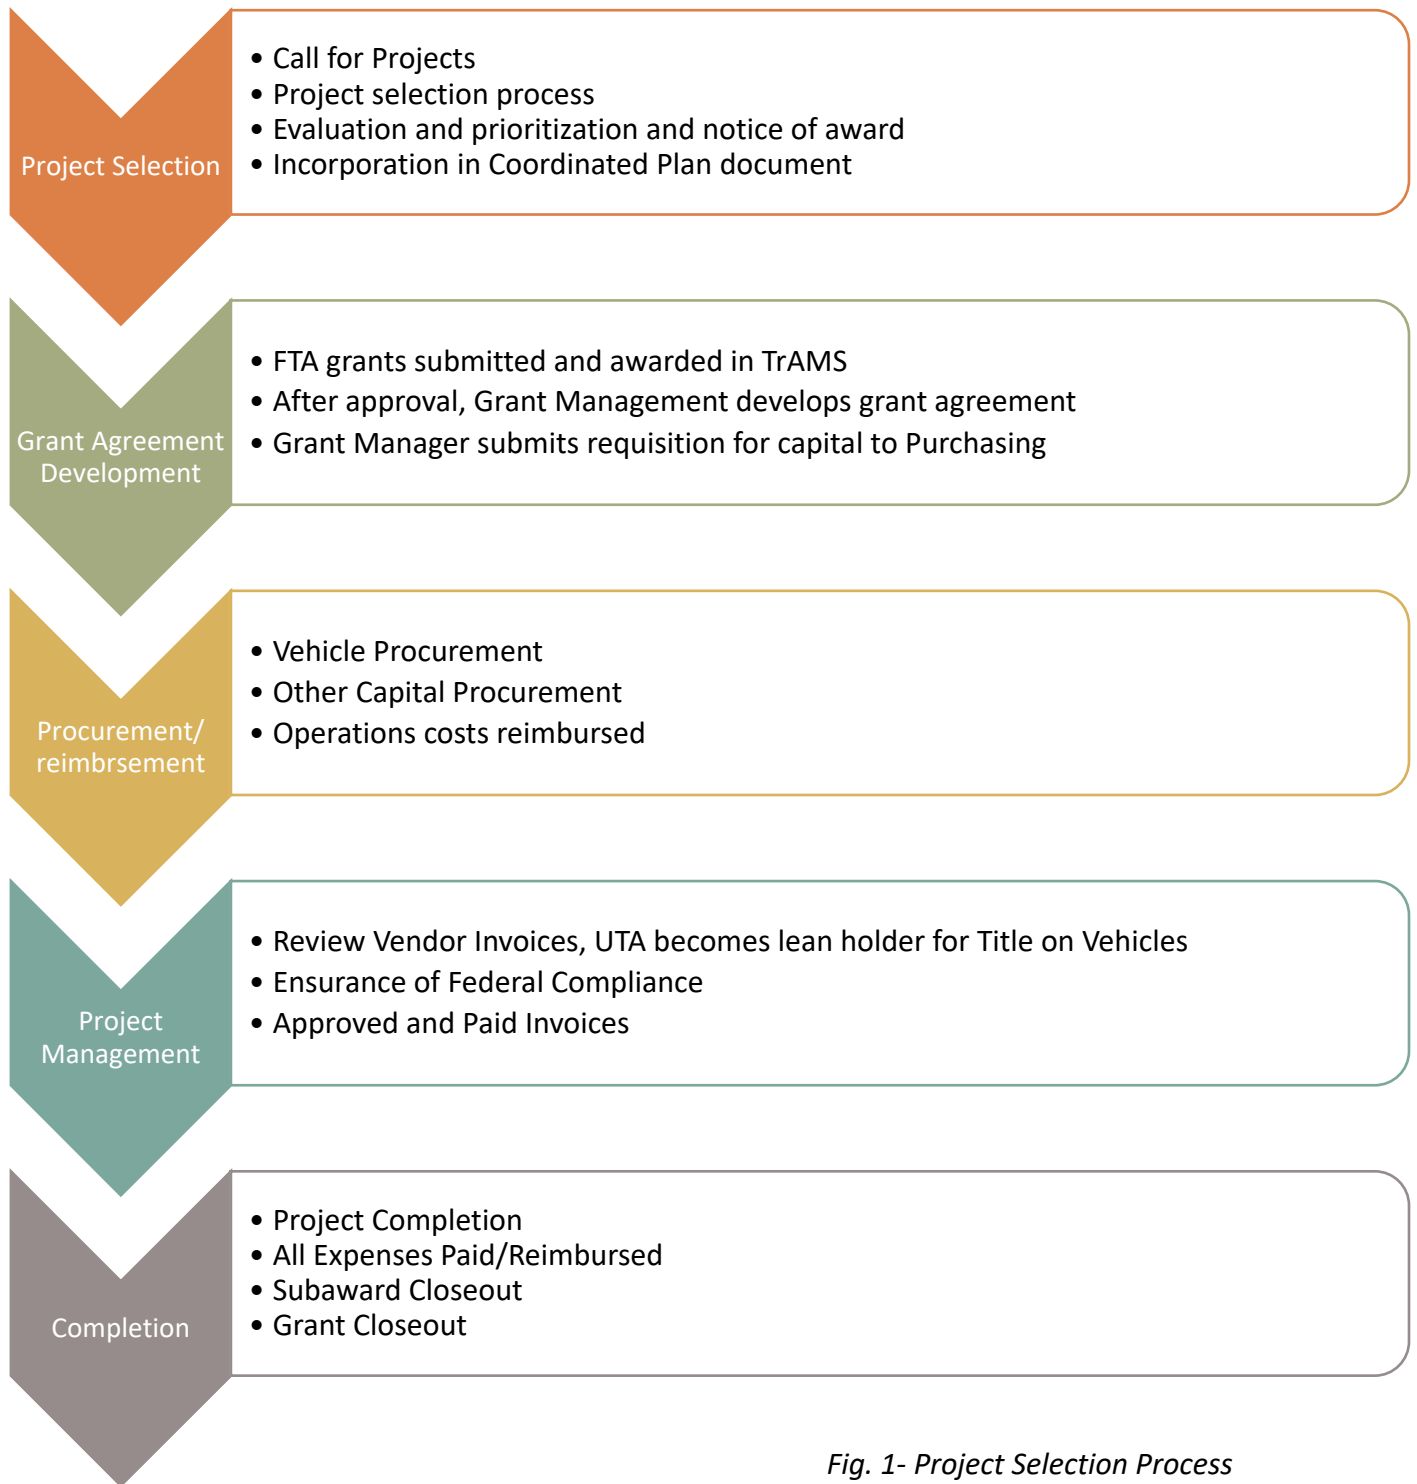 Project Selection
• Call for Projects
• Project selection process
• Evaluation and prioritization and notice of award
• Incorporation in Coordinated Plan document
Grant Agreement
Development
• FTA grants submitted and awarded in TrAMS
• After approval, Grant Management develops grant agreement
• Grant Manager submits requisition for capital to Purchasing
Procurement/
reimbrsement
• Vehicle Procurement
• Other Capital Procurement
• Operations costs reimbursed
Project
Management
• Review Vendor Invoices, UTA becomes lean holder for Title on Vehicles
• Ensurance of Federal Compliance
• Approved and Paid Invoices
Completion
• Project Completion
• All Expenses Paid/Reimbursed
• Subaward Closeout
• Grant Closeout
Fig. 1- Project Selection Process